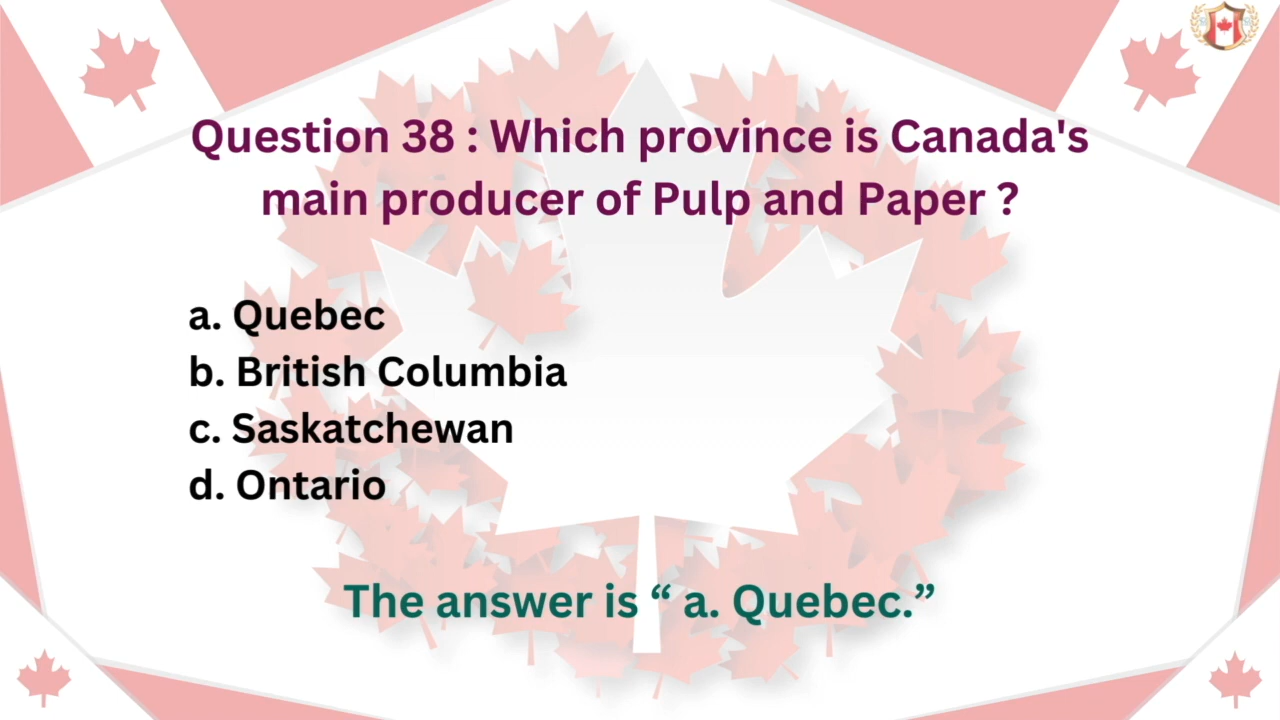 Question 38 : Which province is Canada's
main producer of Pulp and Paper ?
a. Quebec
b. British Columbia
c. Saskatchewan
d. Ontario
The answer is “ a. Quebec.”